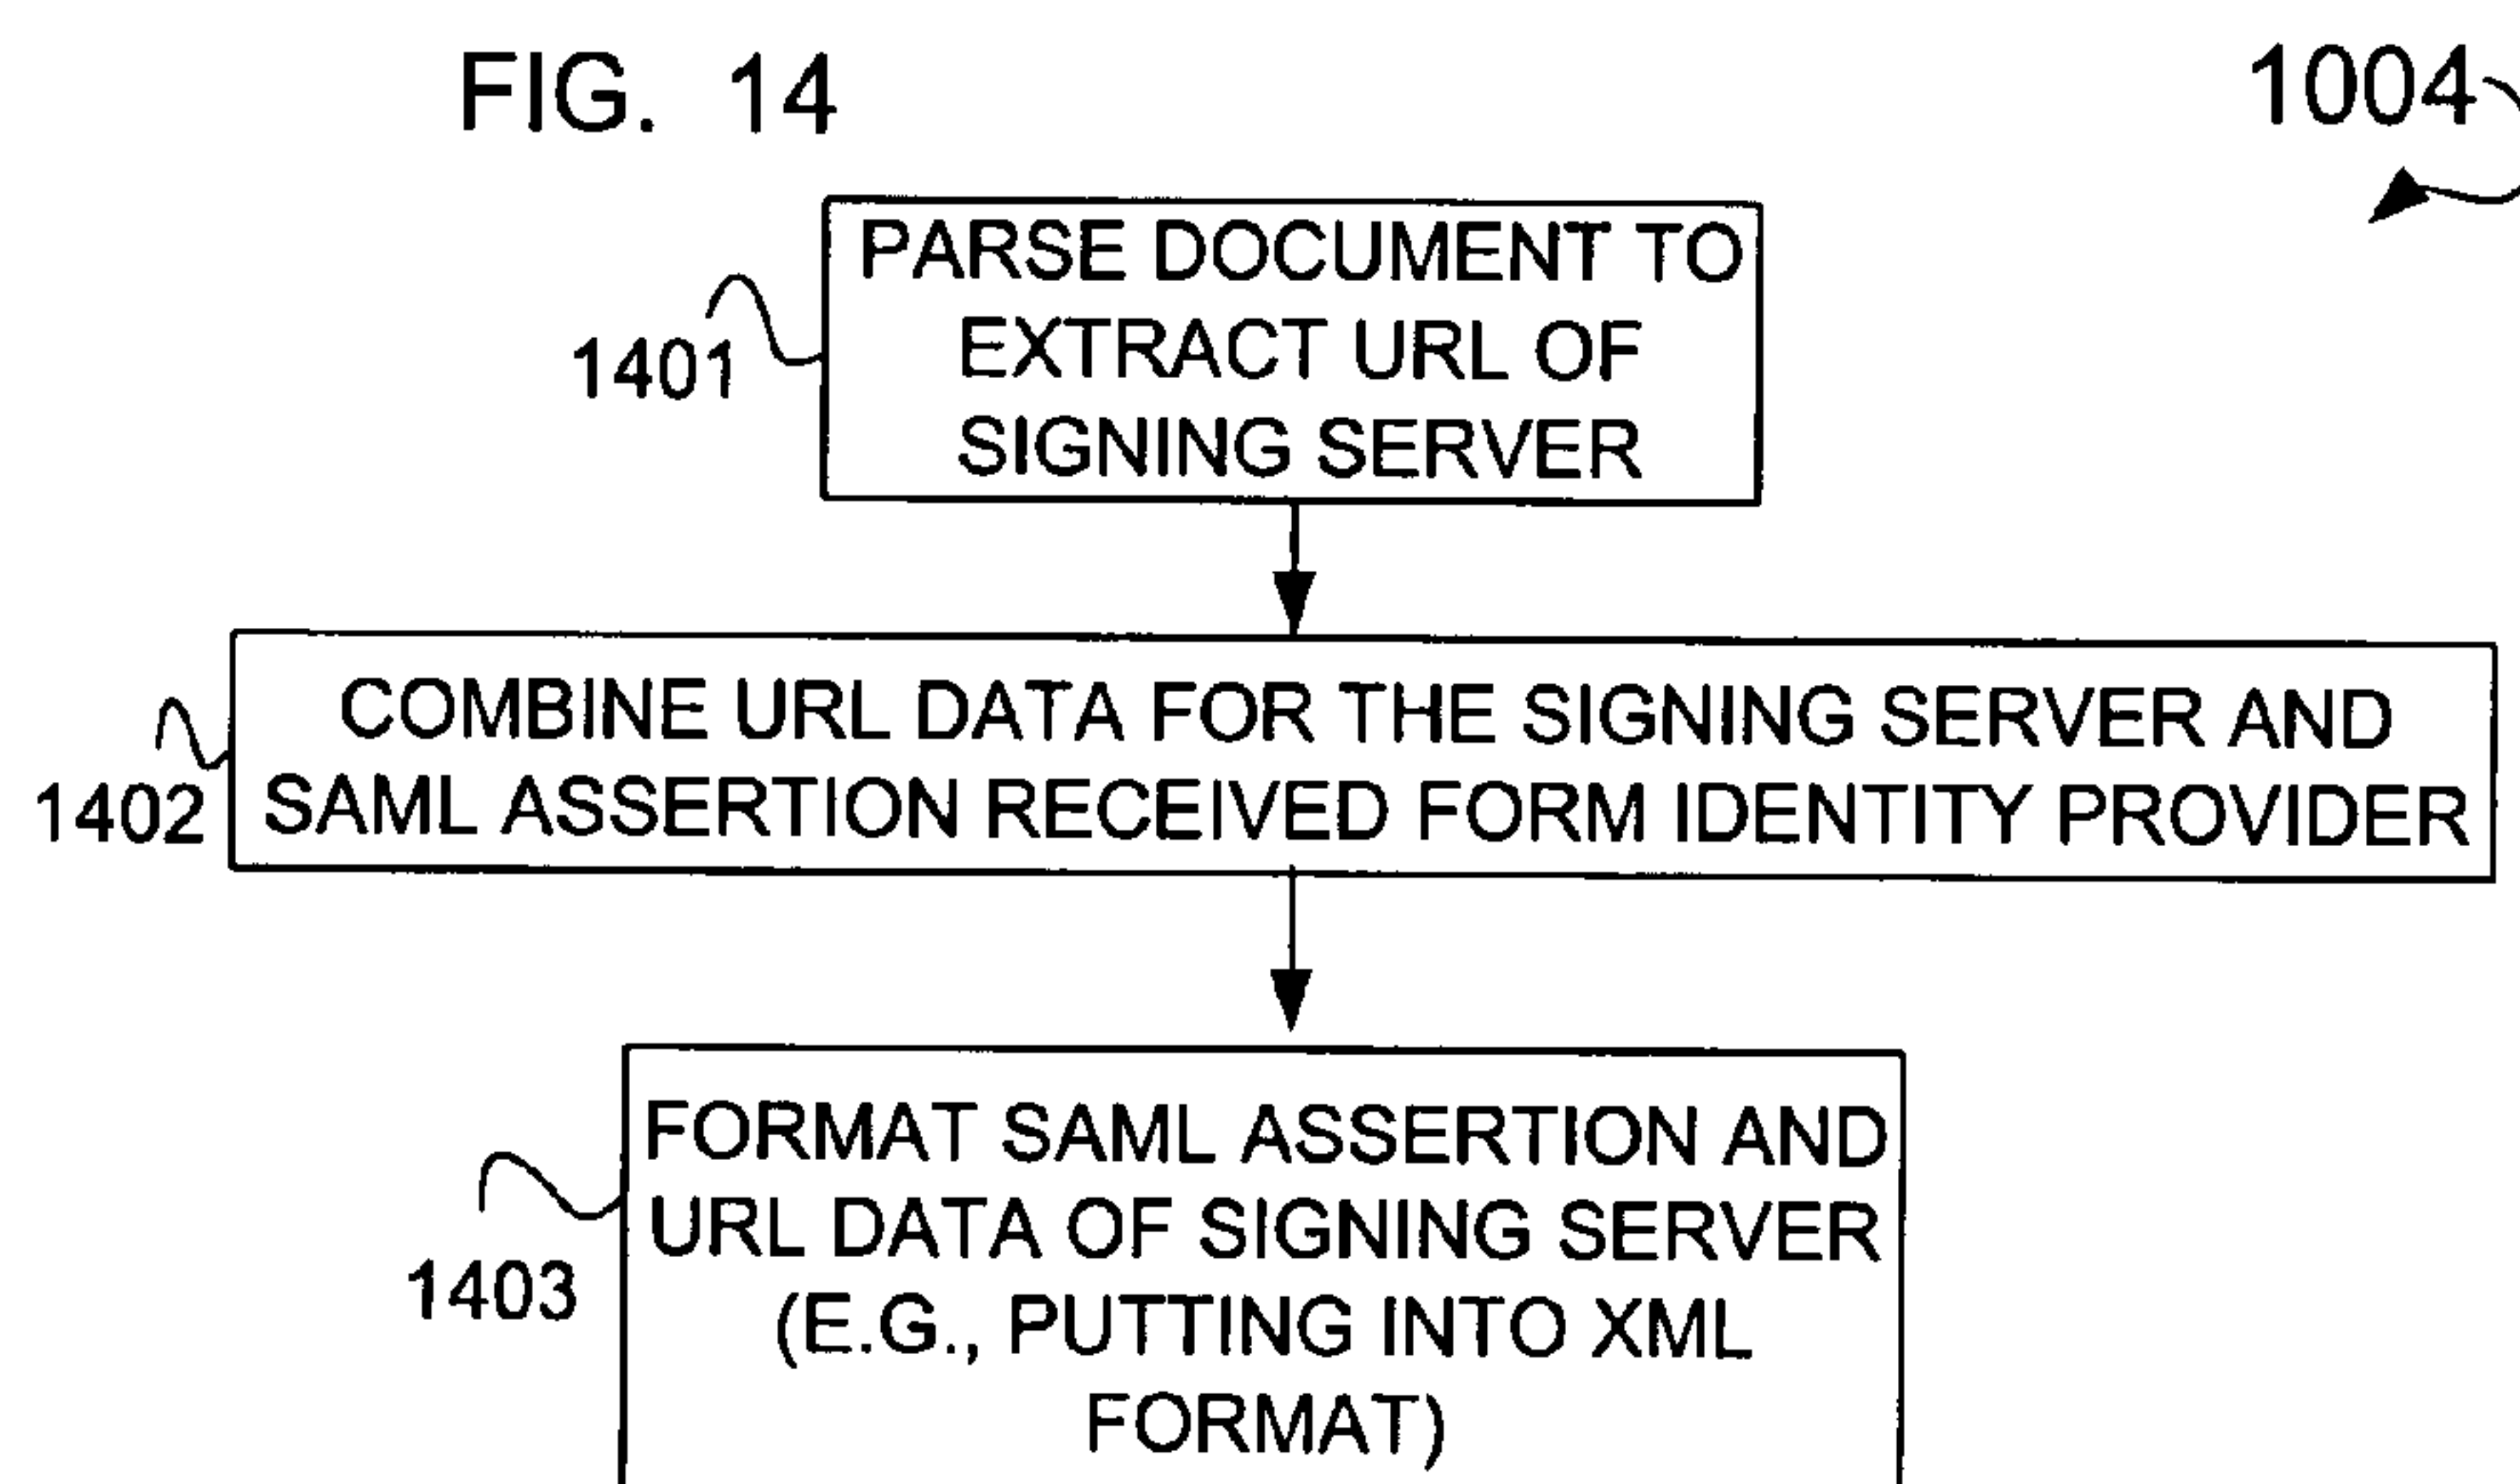 FIG. 14
1004
PARSE DOCUMENT TO
EXTRACT URL OF
SIGNING SERVER
1401
COMBINE URL DATA FOR THE SIGNING SERVER AND
SAML ASSERTION RECEIVED FORM IDENTITY PROVIDER
1402
FORMAT SAML ASSERTION AND
URL DATA OF SIGNING SERVER
(E.G., PUTTING INTO XML
FORMAT)
1403